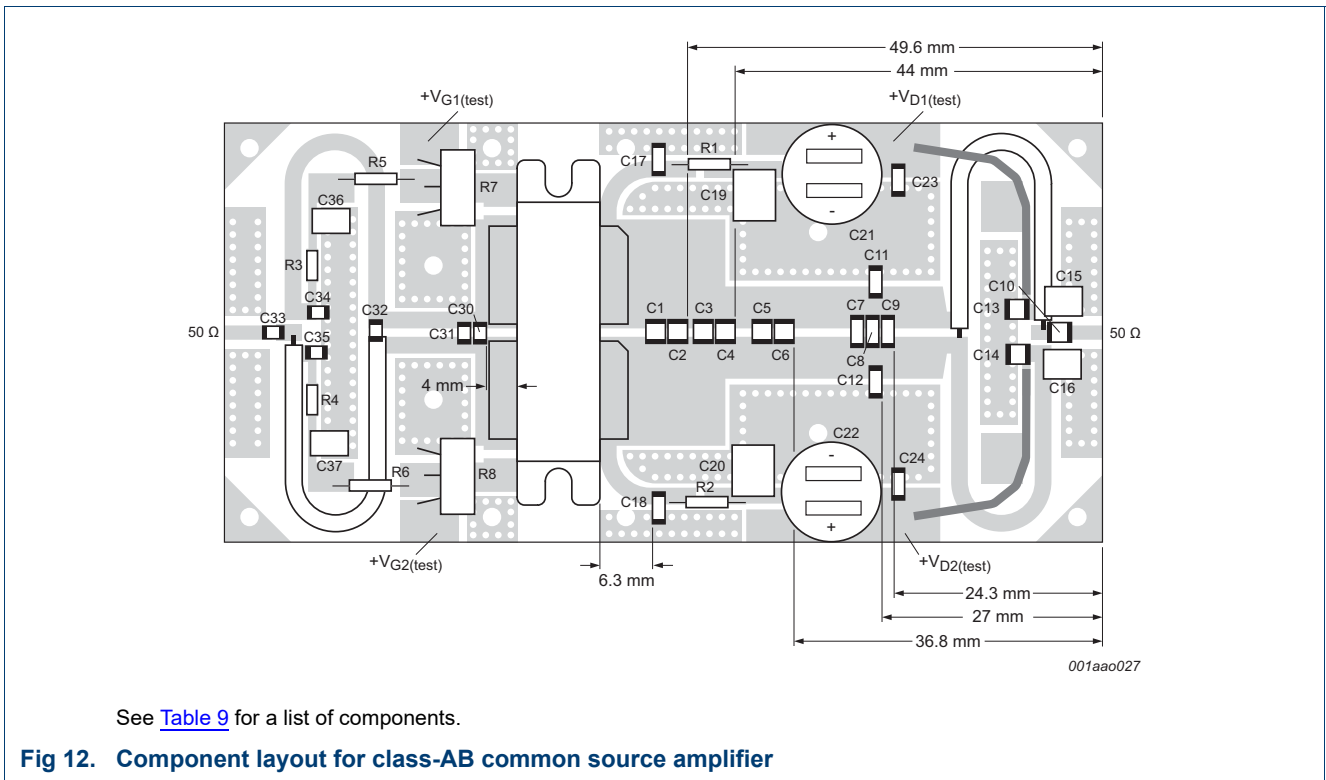 49.6 mm
44 mm
+VG1(test)
+VD1(test)
R5
R7
C17
R1
+
-
C23
C19
C36
C21
R3
C11
C34
C33
C32
C30
C31
C1
C3
C5
C7
C9
C10
C15
C13
50 Ω
50 Ω
C35
C2
C4
C6
C8
C14
C16
4 mm
C12
R4
C22
C37
R6
R8
C20
C24
C18
R2
-
+
+VG2(test)
+VD2(test)
6.3 mm
24.3 mm
27 mm
36.8 mm
001aao027
See Table 9 for a list of components.
Fig 12. Component layout for class-AB common source amplifier